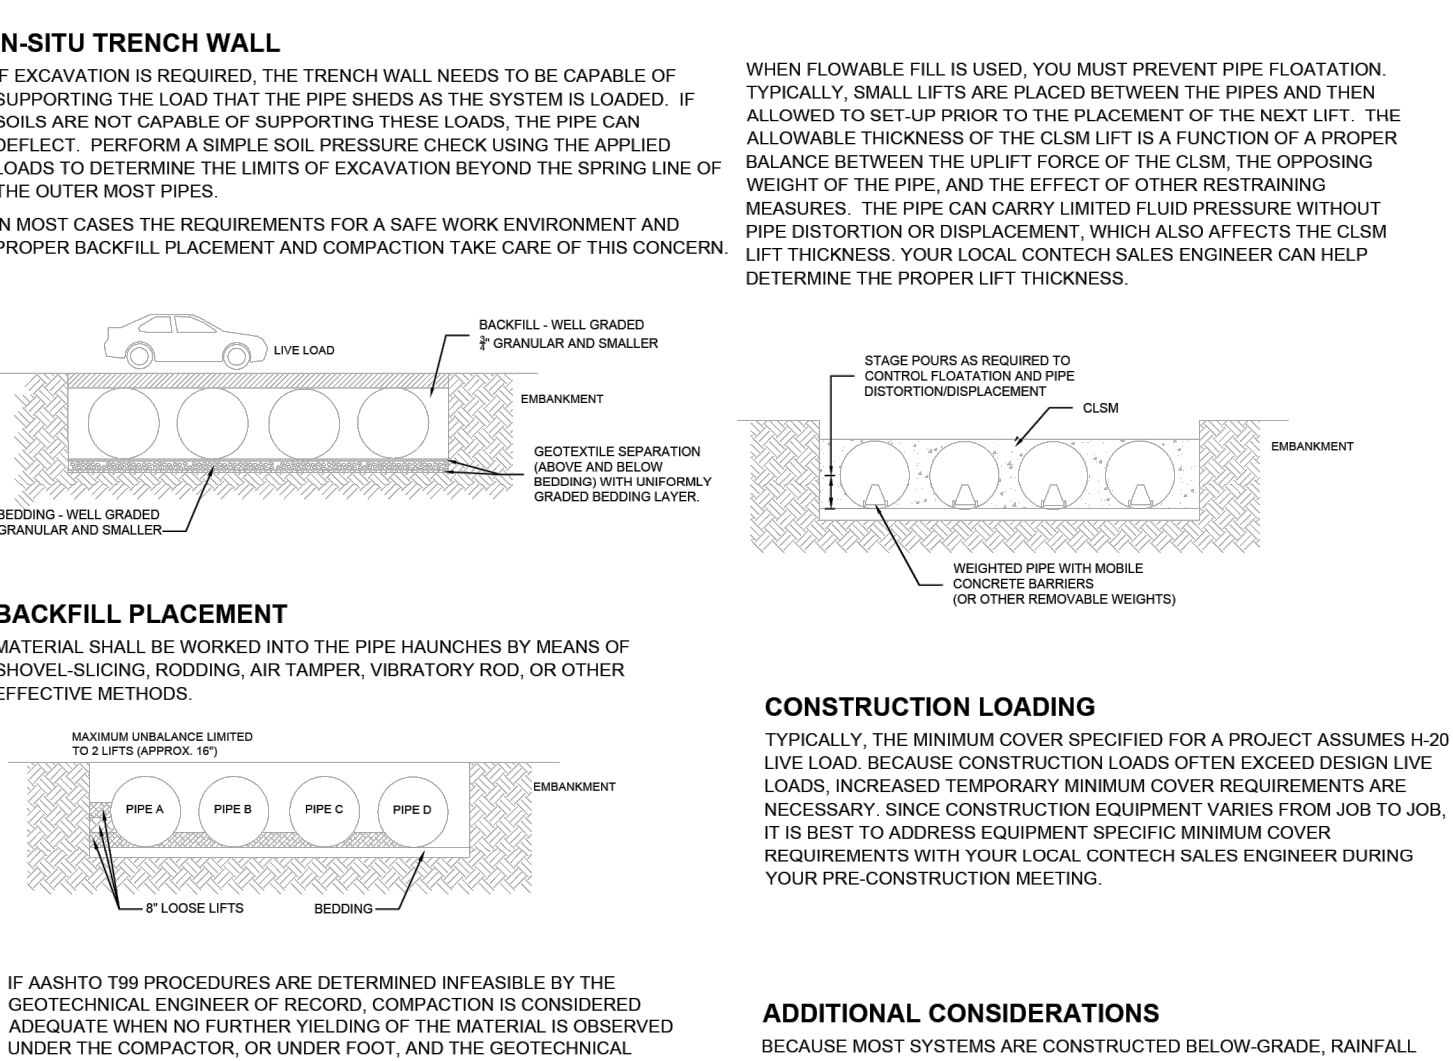 N-SITU TRENCH WALL
F EXCAVATION IS REQUIRED, THE TRENCH WALL NEEDS TO BE CAPABLE OF
SUPPORTING THE LOAD THAT THE PIPE SHEDS AS THE SYSTEM IS LOADED. IF
SOILS ARE NOT CAPABLE OF SUPPORTING THESE LOADS, THE PIPE CAN
DEFLECT. PERFORM A SIMPLE SOIL PRESSURE CHECK USING THE APPLIED
LOADS TO DETERMINE THE LIMITS OF EXCAVATION BEYOND THE SPRING LINE OF
THE OUTER MOST PIPES.
N MOST CASES THE REQUIREMENTS FOR A SAFE WORK ENVIRONMENT AND
PROPER BACKFILL PLACEMENT AND COMPACTION TAKE CARE OF THIS CONCERN.
BACKFILL - WELL GRADED
3/4" GRANULAR AND SMALLER
LIVE LOAD
EMBANKMENT
GEOTEXTILE SEPARATION
(ABOVE AND BELOW
BEDDING) WITH UNIFORMLY
GRADED BEDDING LAYER.
BEDDING - WELL GRADED
GRANULAR AND SMALLER
BACKFILL PLACEMENT
MATERIAL SHALL BE WORKED INTO THE PIPE HAUNCHES BY MEANS OF
SHOVEL-SLICING, RODDING, AIR TAMPER, VIBRATORY ROD, OR OTHER
EFFECTIVE METHODS.
MAXIMUM UNBALANCE LIMITED
TO 2 LIFTS (APPROX. 16")
EMBANKMENT
PIPE A PIPE B PIPE C PIPE D
8" LOOSE LIFTS
BEDDING
IF AASHTO T99 PROCEDURES ARE DETERMINED INFEASIBLE BY THE
GEOTECHNICAL ENGINEER OF RECORD, COMPACTION IS CONSIDERED
ADEQUATE WHEN NO FURTHER YIELDING OF THE MATERIAL IS OBSERVED
UNDER THE COMPACTOR, OR UNDER FOOT, AND THE GEOTECHNICAL
WHEN FLOWABLE FILL IS USED, YOU MUST PREVENT PIPE FLOATATION.
TYPICALLY, SMALL LIFTS ARE PLACED BETWEEN THE PIPES AND THEN
ALLOWED TO SET-UP PRIOR TO THE PLACEMENT OF THE NEXT LIFT. THE
ALLOWABLE THICKNESS OF THE CLSM LIFT IS A FUNCTION OF A PROPER
BALANCE BETWEEN THE UPLIFT FORCE OF THE CLSM, THE OPPOSING
WEIGHT OF THE PIPE, AND THE EFFECT OF OTHER RESTRAINING
MEASURES. THE PIPE CAN CARRY LIMITED FLUID PRESSURE WITHOUT
PIPE DISTORTION OR DISPLACEMENT, WHICH ALSO AFFECTS THE CLSM
LIFT THICKNESS. YOUR LOCAL CONTECH SALES ENGINEER CAN HELP
DETERMINE THE PROPER LIFT THICKNESS.
STAGE POURS AS REQUIRED TO
CONTROL FLOATATION AND PIPE
DISTORTION/DISPLACEMENT
CLSM
EMBANKMENT
WEIGHTED PIPE WITH MOBILE
CONCRETE BARRIERS
(OR OTHER REMOVABLE WEIGHTS)
CONSTRUCTION LOADING
TYPICALLY, THE MINIMUM COVER SPECIFIED FOR A PROJECT ASSUMES H-20
LIVE LOAD. BECAUSE CONSTRUCTION LOADS OFTEN EXCEED DESIGN LIVE
LOADS, INCREASED TEMPORARY MINIMUM COVER REQUIREMENTS ARE
NECESSARY. SINCE CONSTRUCTION EQUIPMENT VARIES FROM JOB TO JOB,
IT IS BEST TO ADDRESS EQUIPMENT SPECIFIC MINIMUM COVER
REQUIREMENTS WITH YOUR LOCAL CONTECH SALES ENGINEER DURING
YOUR PRE-CONSTRUCTION MEETING.
ADDITIONAL CONSIDERATIONS
BECAUSE MOST SYSTEMS ARE CONSTRUCTED BELOW-GRADE, RAINFALL